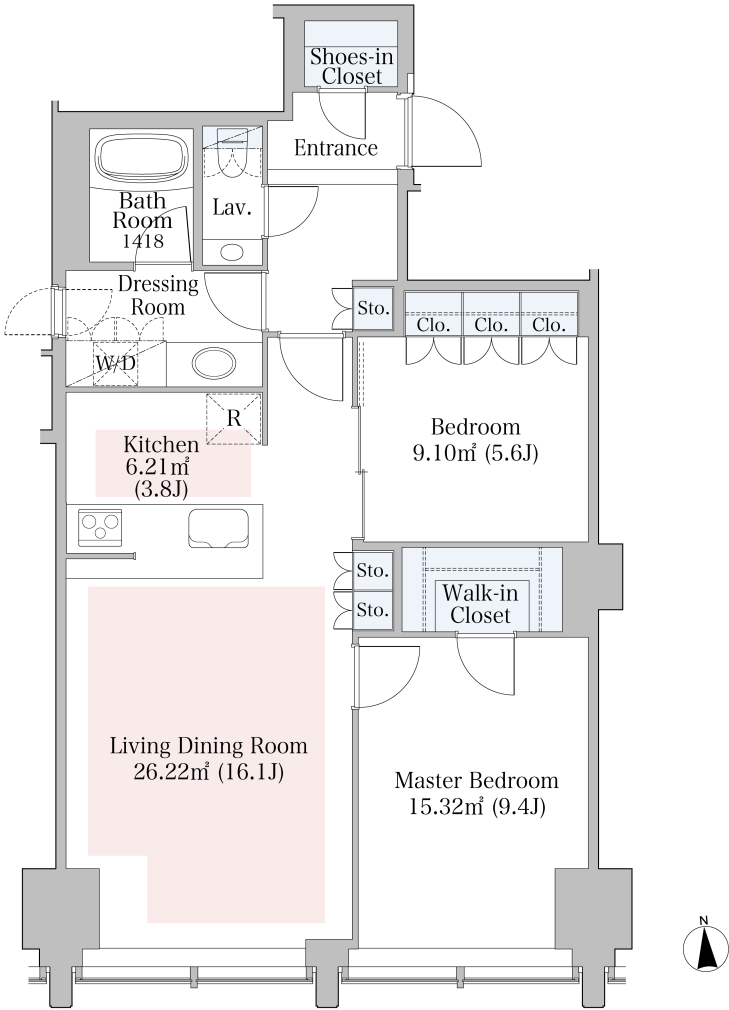 Shoes-in
Closet
Entrance
Bath
Room
1418
Lav.
Dressing
Room
Sto.
Clo.
Clo.
Clo.
W/D
R
Kitchen
6.21㎡
(3.8J)
Bedroom
9.10㎡ (5.6J)
Sto.
Sto.
Walk-in
Closet
Living Dining Room
26.22㎡ (16.1J)
Master Bedroom
15.32㎡ (9.4J)
N